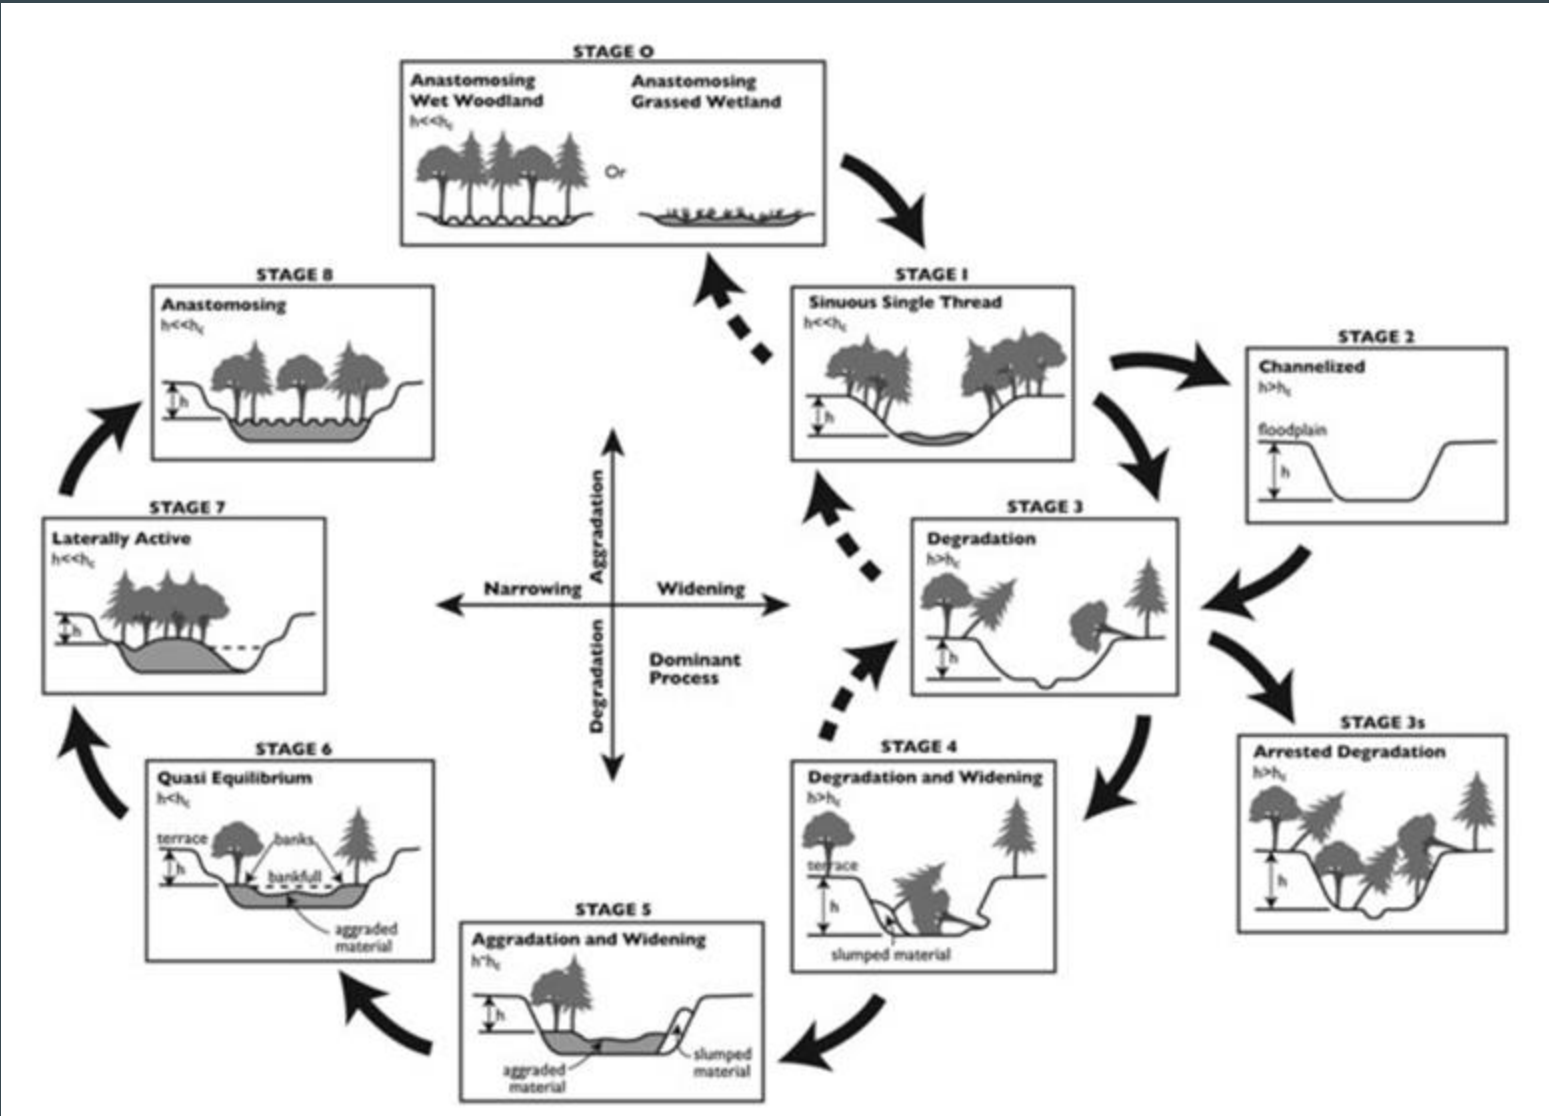 STAGE 0
Anastomosing
Wet Woodland
h<<hc
Anastomosing
Grassed Wetland
Or
STAGE 8
Anastomosing
h<<hc
h
STAGE 1
Sinuous Single Thread
h<<hc
h
STAGE 2
Channelized
h>hc
floodplain
h
STAGE 7
Laterally Active
h<<hc
h
Aggradation
Narrowing
Widening
Degradation
Dominant
Process
STAGE 3
Degradation
h>hc
h
STAGE 3s
Arrested Degradation
h>hc
h
STAGE 6
Quasi Equilibrium
h<hc
terrace
banks
h
bankfull
aggraded
material
STAGE 4
Degradation and Widening
h>hc
terrace
h
slumped material
STAGE 5
Aggradation and Widening
h~hc
h
aggraded
material
slumped
material